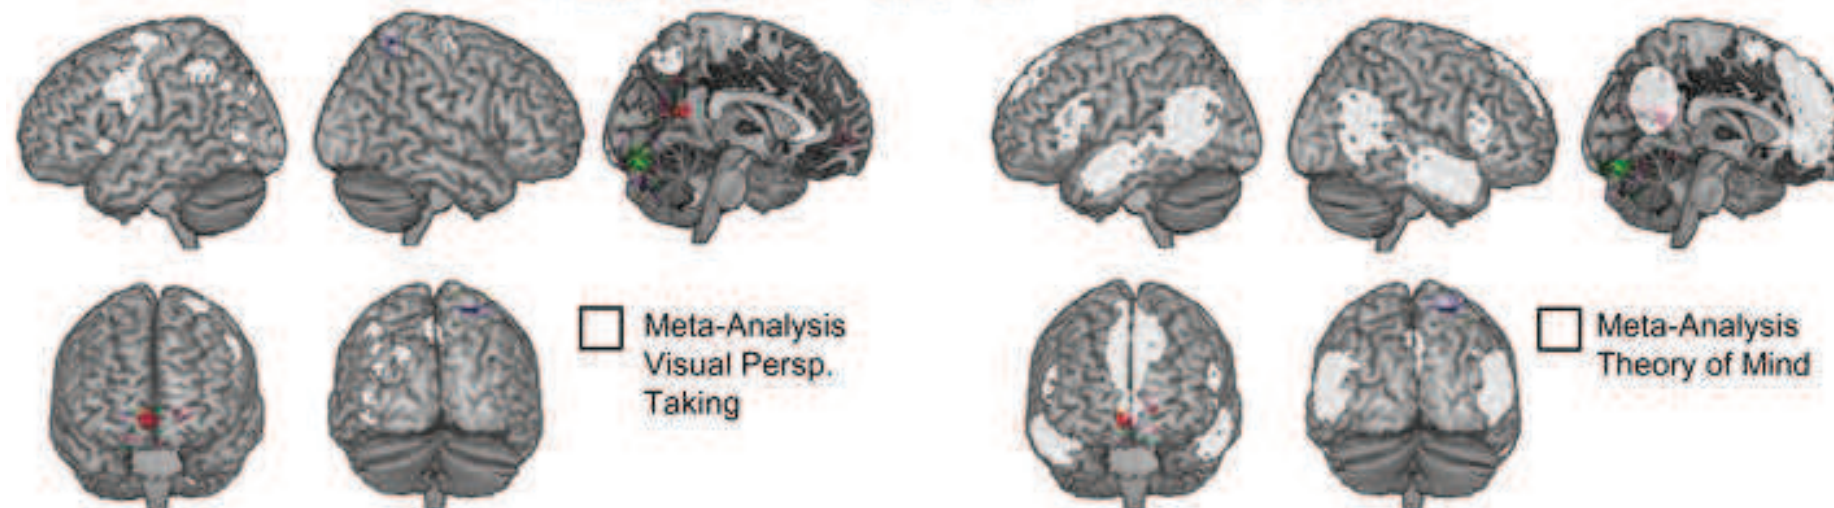 Meta-Analysis
Visual Persp.
Taking
Meta-Analysis
Theory of Mind